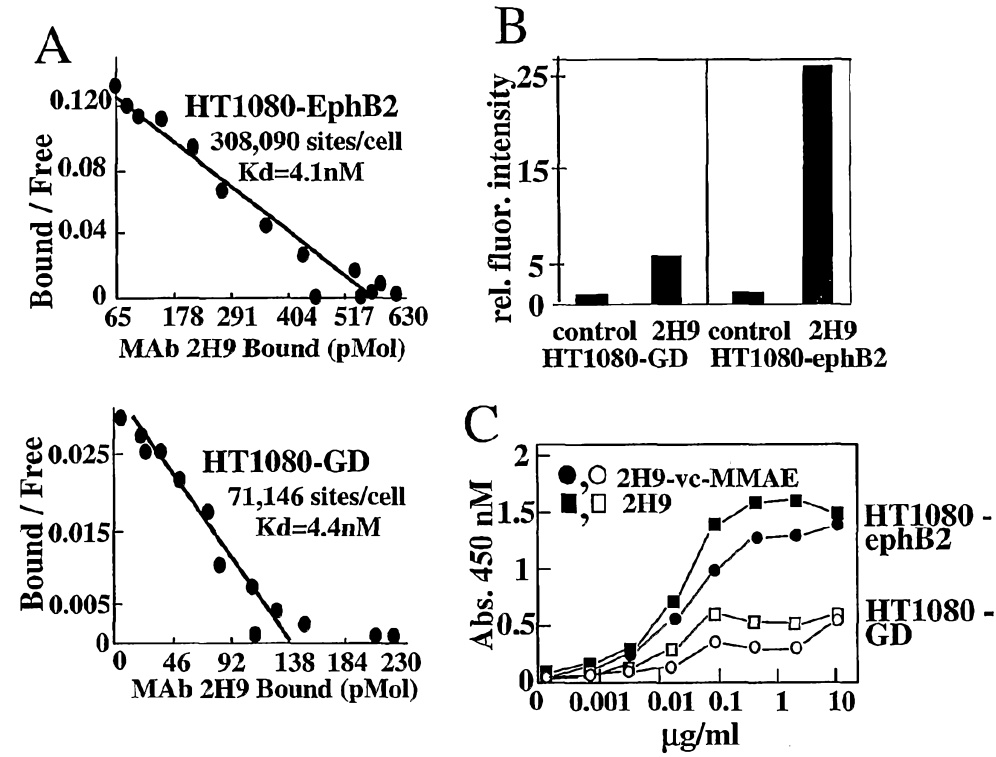 A
HT1080-EphB2
308,090 sites/cell
Kd=4.1nM
Bound / Free
0.120
0.08
0.04
0
65 178 291 404 517 630
MAb 2H9 Bound (pMol)
HT1080-GD
71,146 sites/cell
Kd=4.4nM
Bound / Free
0.025
0.015
0.005
0
0 46 92 138 184 230
MAb 2H9 Bound (pMol)
B
rel. fluor. intensity
25
15
5
0
control 2H9 control 2H9
HT1080-GD HT1080-ephB2
C
Abs. 450 nM
2
1.5
1
0.5
0
, 2H9-vc-MMAE
, 2H9
HT1080 -
ephB2
HT1080 -
GD
0 0.001 0.01 0.1 1 10
µg/ml